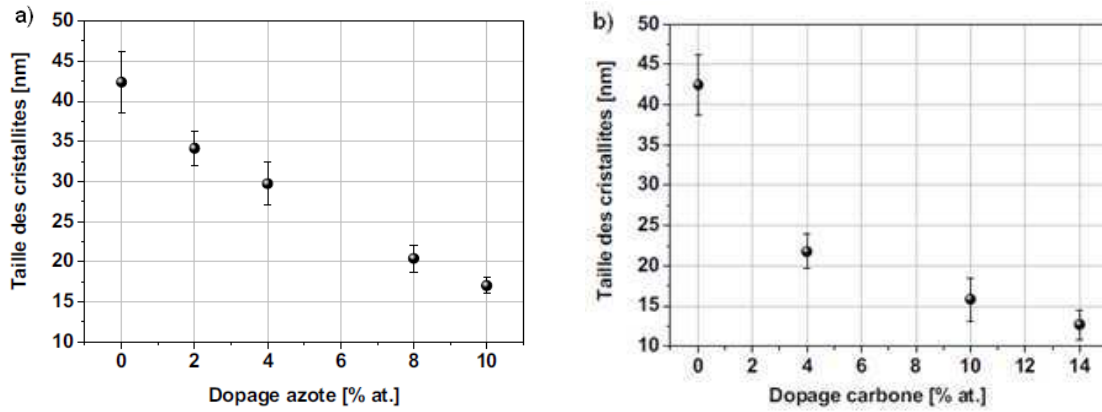 a)
Taille des cristallites [nm]
50
45
40
35
30
25
20
15
10
0 2 4 6 8 10
Dopage azote [% at.]
b)
Taille des cristallites [nm]
50
45
40
35
30
25
20
15
10
0 2 4 6 8 10 12 14
Dopage carbone [% at.]